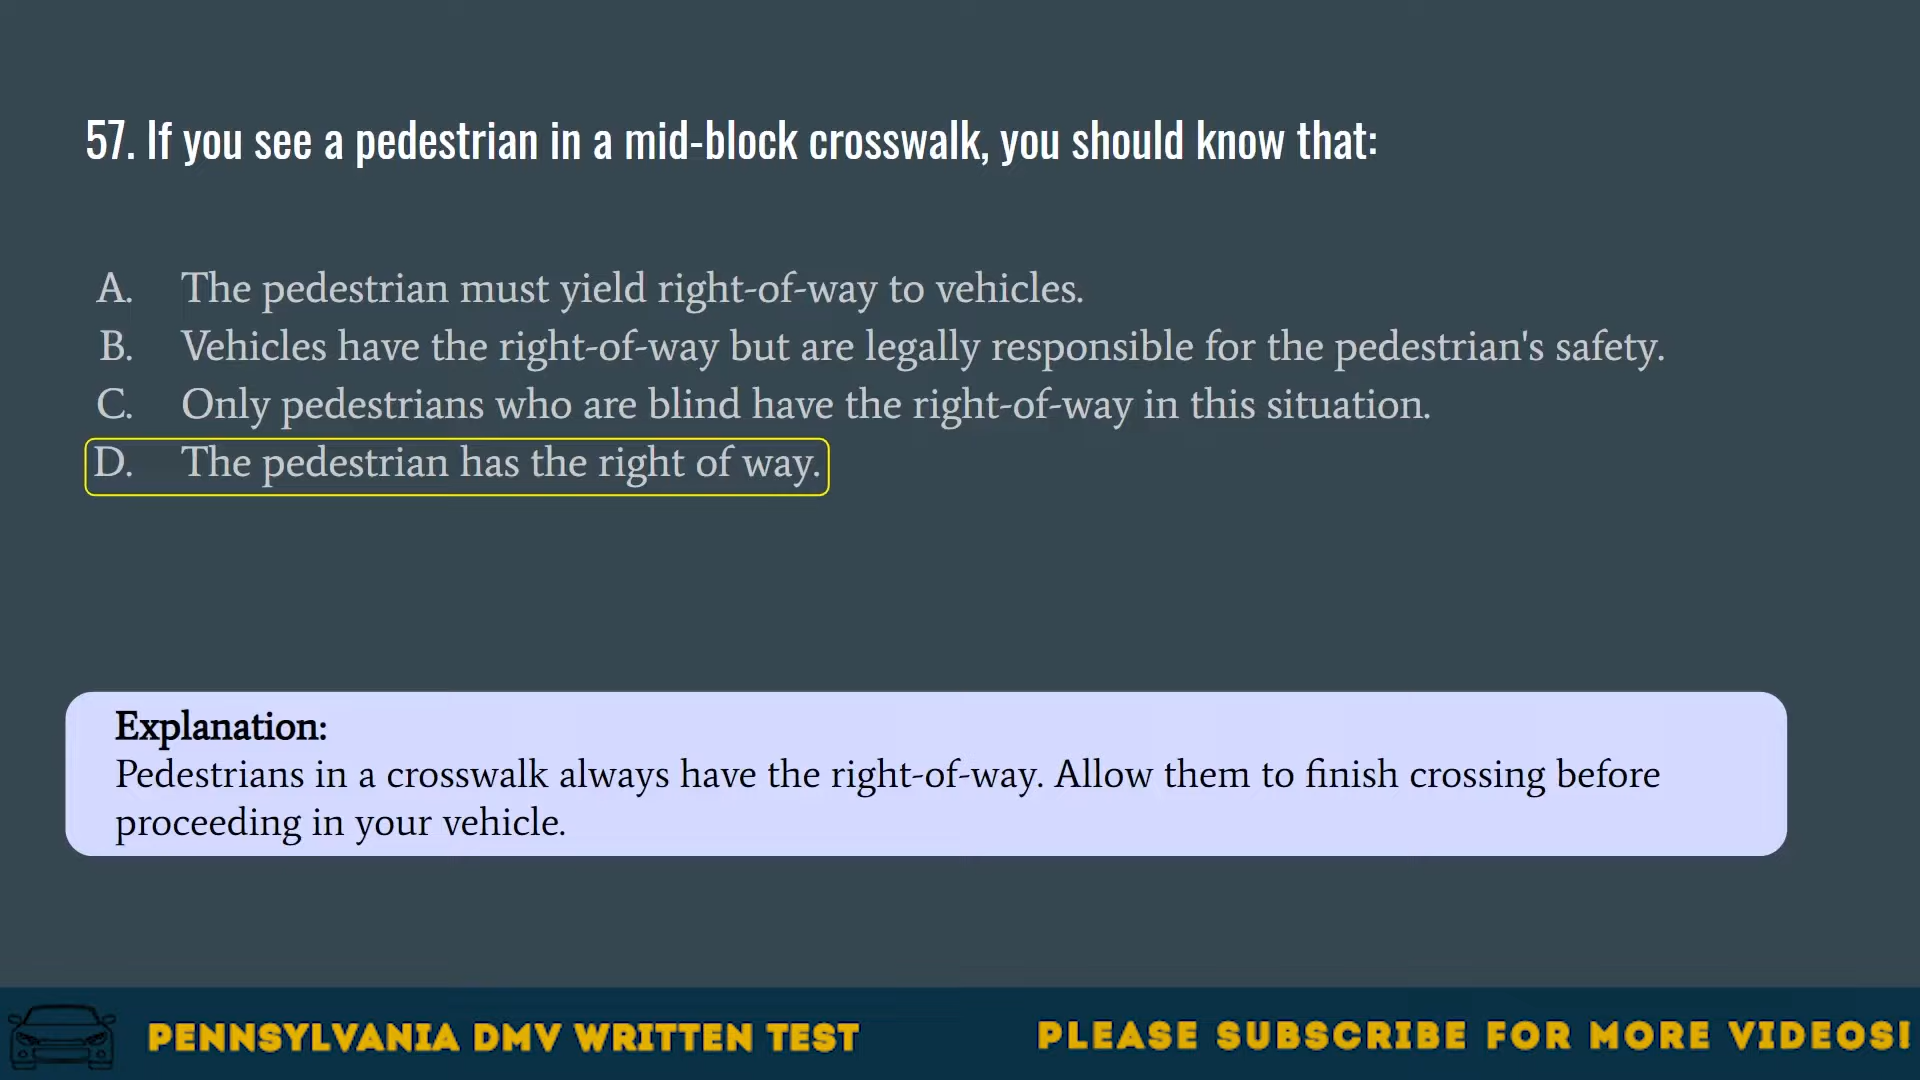 57. If you see a pedestrian in a mid-block crosswalk, you should know that:
A. The pedestrian must yield right-of-way to vehicles.
B. Vehicles have the right-of-way but are legally responsible for the pedestrian's safety.
C. Only pedestrians who are blind have the right-of-way in this situation.
D. The pedestrian has the right of way.
Explanation:
Pedestrians in a crosswalk always have the right-of-way. Allow them to finish crossing before
proceeding in your vehicle.
PENNSYLVANIA DMV WRITTEN TEST
PLEASE SUBSCRIBE FOR MORE VIDEOS!